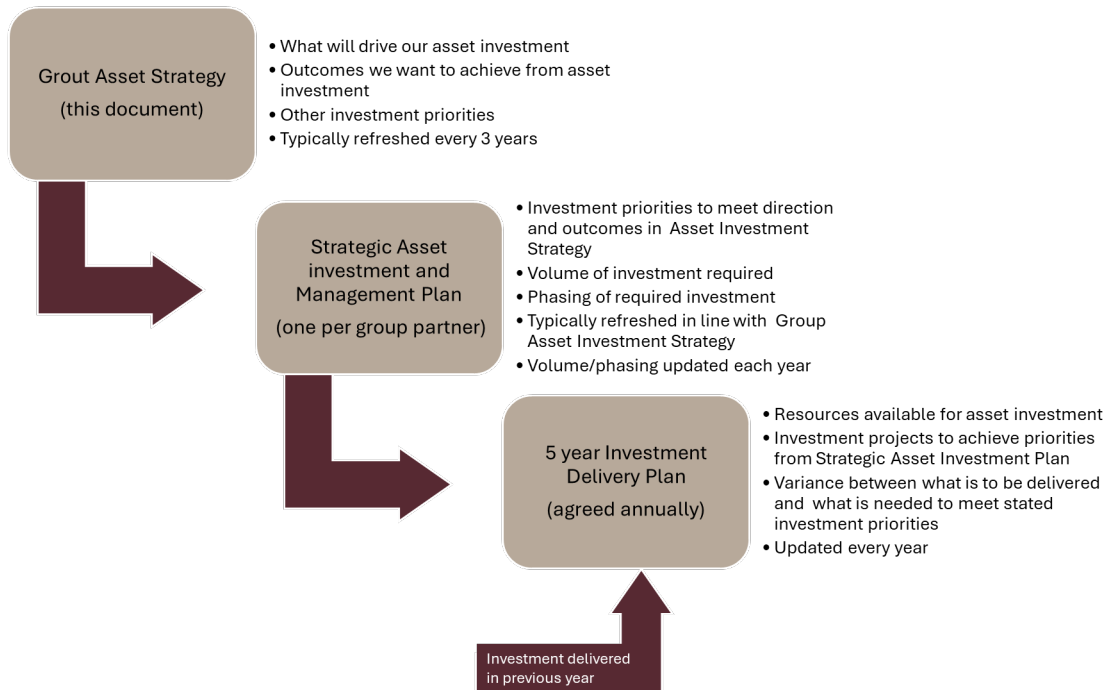 Grout Asset Strategy
(this document)
• What will drive our asset investment
• Outcomes we want to achieve from asset
investment
• Other investment priorities
• Typically refreshed every 3 years
Strategic Asset
investment and
Management Plan
(one per group partner)
• Investment priorities to meet direction
and outcomes in Asset Investment
Strategy
• Volume of investment required
• Phasing of required investment
• Typically refreshed in line with Group
Asset Investment Strategy
• Volume/phasing updated each year
5 year Investment
Delivery Plan
(agreed annually)
• Resources available for asset investment
• Investment projects to achieve priorities
from Strategic Asset Investment Plan
• Variance between what is to be delivered
and what is needed to meet stated
investment priorities
• Updated every year
Investment delivered
in previous year